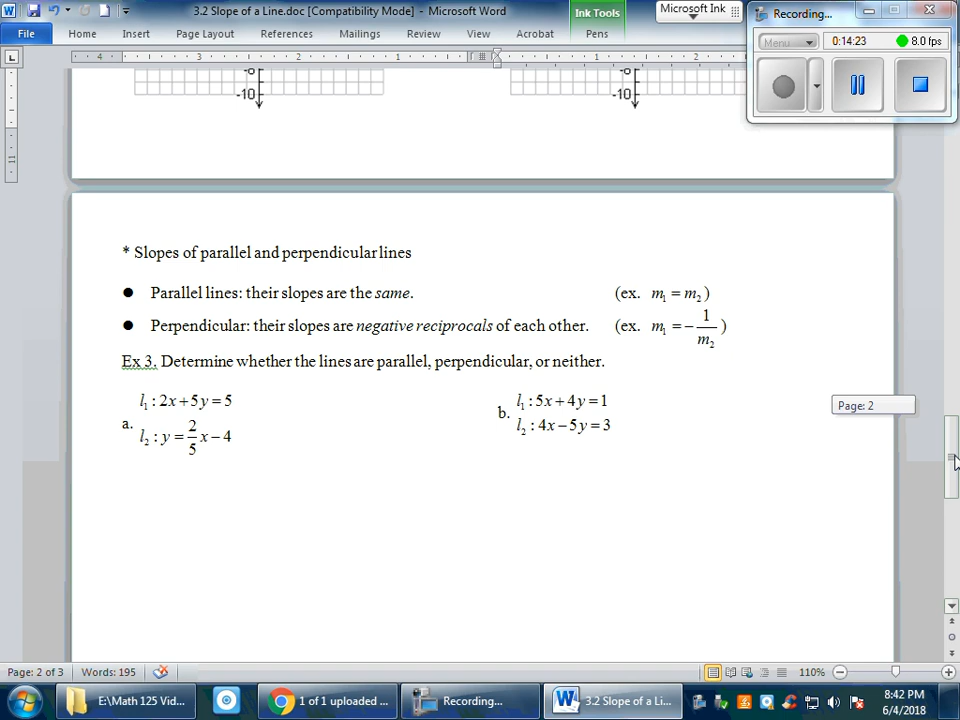 3.2 Slope of a Line.doc [Compatibility Mode] - Microsoft Word
Ink Tools
Microsoft Ink
Recording...
File Home Insert Page Layout References Mailings Review View Acrobat Pens
Menu 0:14:23 8.0 fps
-10 -10
* Slopes of parallel and perpendicular lines
● Parallel lines: their slopes are the same. (ex. m₁ = m₂ )
● Perpendicular: their slopes are negative reciprocals of each other. (ex. m₁ = -1/m₂ )
Ex 3. Determine whether the lines are parallel, perpendicular, or neither.
a. l₁ : 2x + 5y = 5
l₂ : y = 2/5 x − 4
b. l₁ : 5x + 4y = 1
l₂ : 4x − 5y = 3
Page: 2
Page: 2 of 3 Words: 195 110%
E:\Math 125 Vid... 1 of 1 uploaded ... Recording... 3.2 Slope of a Li...
8:42 PM
6/4/2018